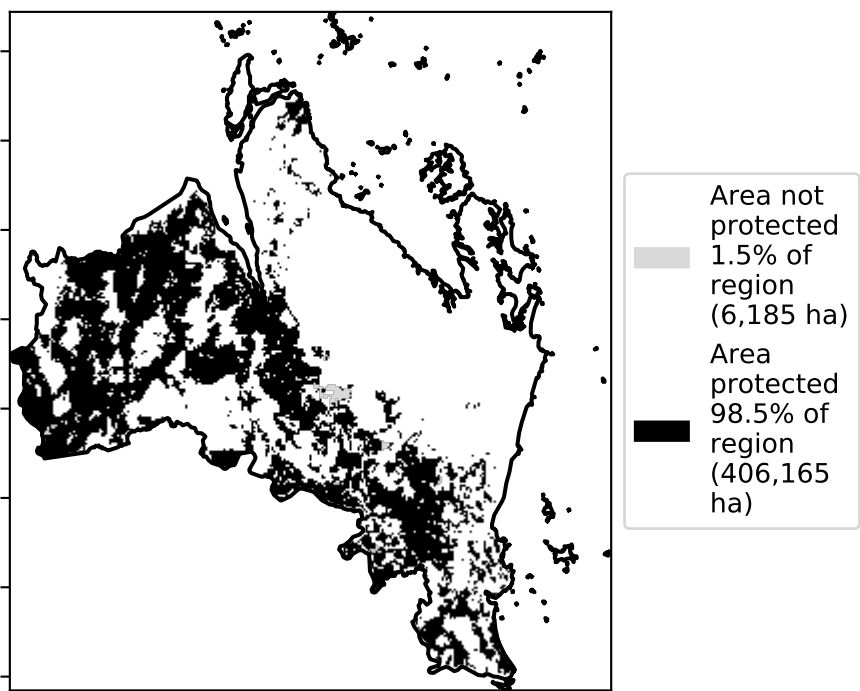 Area not
protected
1.5% of
region
(6,185 ha)
Area
protected
98.5% of
region
(406,165
ha)